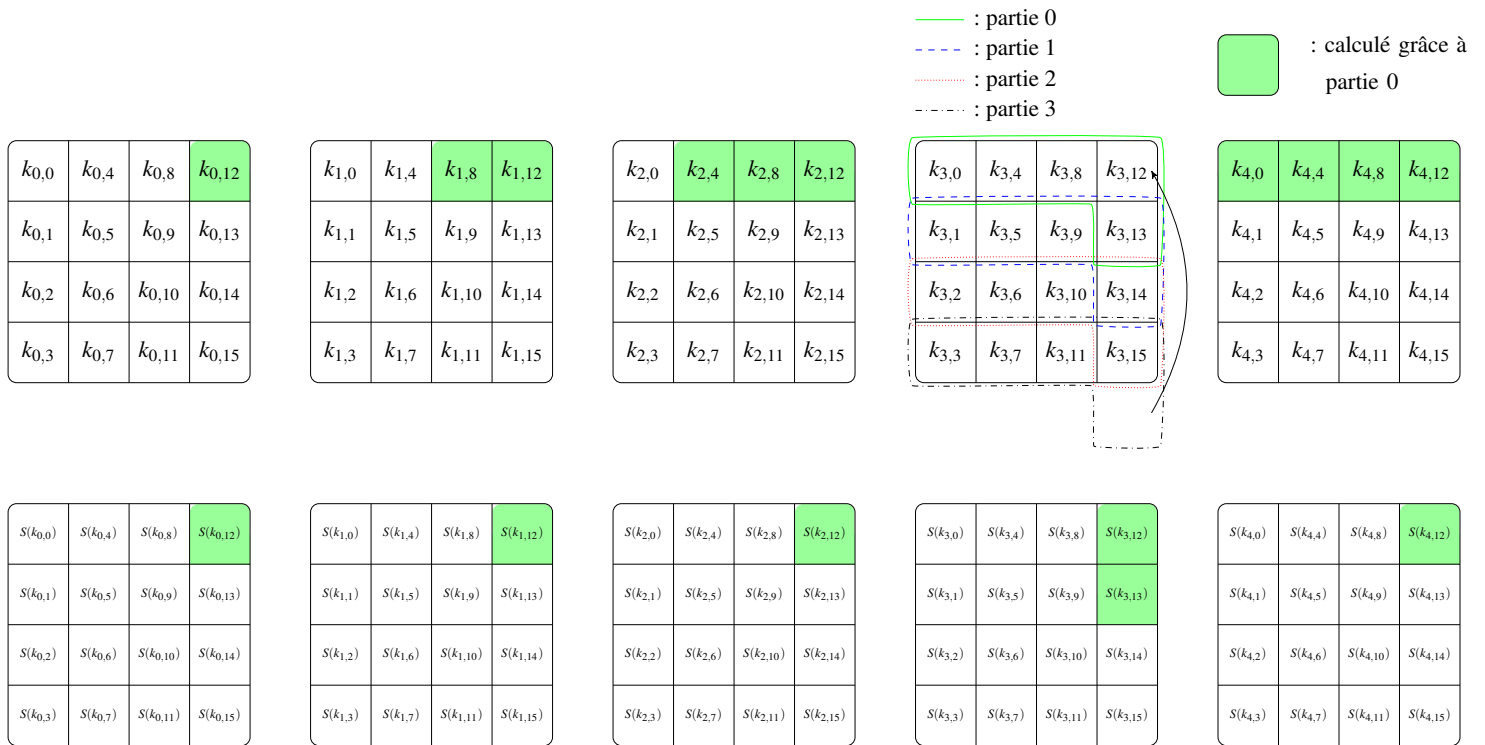 : partie 0
: partie 1
: partie 2
: partie 3
: calculé grâce à
partie 0
k0,0 k0,4 k0,8 k0,12 k1,0 k1,4 k1,8 k1,12 k2,0 k2,4 k2,8 k2,12 k3,0 k3,4 k3,8 k3,12 k4,0 k4,4 k4,8 k4,12
k0,1 k0,5 k0,9 k0,13 k1,1 k1,5 k1,9 k1,13 k2,1 k2,5 k2,9 k2,13 k3,1 k3,5 k3,9 k3,13 k4,1 k4,5 k4,9 k4,13
k0,2 k0,6 k0,10 k0,14 k1,2 k1,6 k1,10 k1,14 k2,2 k2,6 k2,10 k2,14 k3,2 k3,6 k3,10 k3,14 k4,2 k4,6 k4,10 k4,14
k0,3 k0,7 k0,11 k0,15 k1,3 k1,7 k1,11 k1,15 k2,3 k2,7 k2,11 k2,15 k3,3 k3,7 k3,11 k3,15 k4,3 k4,7 k4,11 k4,15
S(k0,0) S(k0,4) S(k0,8) S(k0,12) S(k1,0) S(k1,4) S(k1,8) S(k1,12) S(k2,0) S(k2,4) S(k2,8) S(k2,12) S(k3,0) S(k3,4) S(k3,8) S(k3,12) S(k4,0) S(k4,4) S(k4,8) S(k4,12)
S(k0,1) S(k0,5) S(k0,9) S(k0,13) S(k1,1) S(k1,5) S(k1,9) S(k1,13) S(k2,1) S(k2,5) S(k2,9) S(k2,13) S(k3,1) S(k3,5) S(k3,9) S(k3,13) S(k4,1) S(k4,5) S(k4,9) S(k4,13)
S(k0,2) S(k0,6) S(k0,10) S(k0,14) S(k1,2) S(k1,6) S(k1,10) S(k1,14) S(k2,2) S(k2,6) S(k2,10) S(k2,14) S(k3,2) S(k3,6) S(k3,10) S(k3,14) S(k4,2) S(k4,6) S(k4,10) S(k4,14)
S(k0,3) S(k0,7) S(k0,11) S(k0,15) S(k1,3) S(k1,7) S(k1,11) S(k1,15) S(k2,3) S(k2,7) S(k2,11) S(k2,15) S(k3,3) S(k3,7) S(k3,11) S(k3,15) S(k4,3) S(k4,7) S(k4,11) S(k4,15)